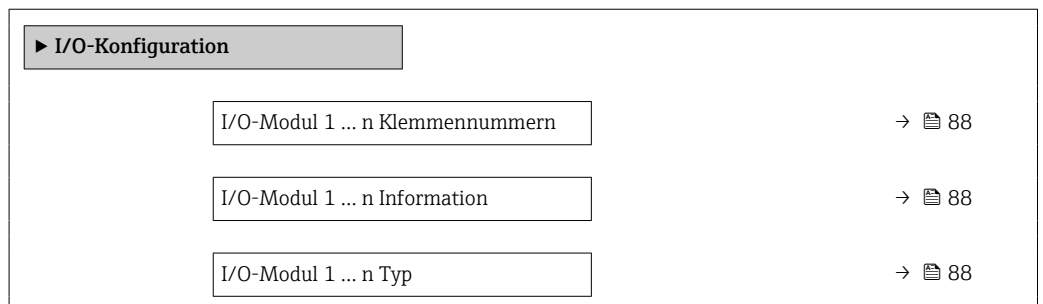 ▶ I/O-Konfiguration
I/O-Modul 1 … n Klemmennummern → 88
I/O-Modul 1 … n Information → 88
I/O-Modul 1 … n Typ → 88